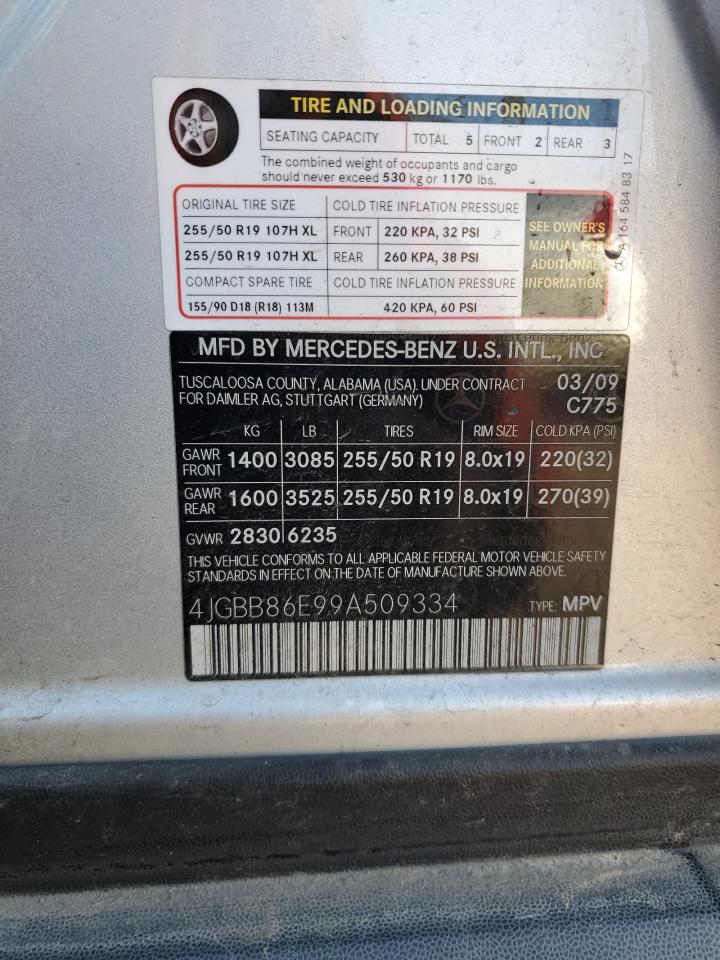 TIRE AND LOADING INFORMATION
SEATING CAPACITY TOTAL 5 FRONT 2 REAR 3
The combined weight of occupants and cargo
should never exceed 530 kg or 1170 lbs.
ORIGINAL TIRE SIZE COLD TIRE INFLATION PRESSURE
255/50 R19 107H XL FRONT 220 KPA, 32 PSI
255/50 R19 107H XL REAR 260 KPA, 38 PSI
COMPACT SPARE TIRE COLD TIRE INFLATION PRESSURE
155/90 D18 (R18) 113M 420 KPA, 60 PSI
SEE OWNER'S
MANUAL FOR
ADDITIONAL
INFORMATION
A 164 584 83 17
MFD BY MERCEDES-BENZ U.S. INTL., INC
TUSCALOOSA COUNTY, ALABAMA (USA). UNDER CONTRACT 03/09
FOR DAIMLER AG, STUTTGART (GERMANY) C775
KG LB TIRES RIM SIZE COLD KPA (PSI)
GAWR FRONT 1400 3085 255/50 R19 8.0x19 220(32)
GAWR REAR 1600 3525 255/50 R19 8.0x19 270(39)
GVWR 2830 6235
THIS VEHICLE CONFORMS TO ALL APPLICABLE FEDERAL MOTOR VEHICLE SAFETY
STANDARDS IN EFFECT ON THE DATE OF MANUFACTURE SHOWN ABOVE.
4JGBB86E99A509334 TYPE: MPV